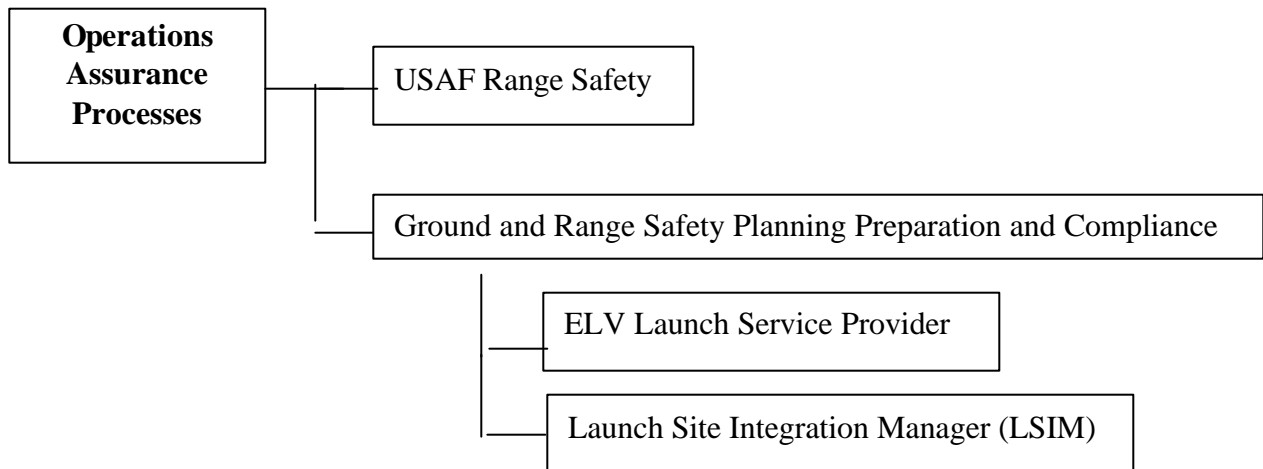 Operations
Assurance
Processes
USAF Range Safety
Ground and Range Safety Planning Preparation and Compliance
ELV Launch Service Provider
Launch Site Integration Manager (LSIM)